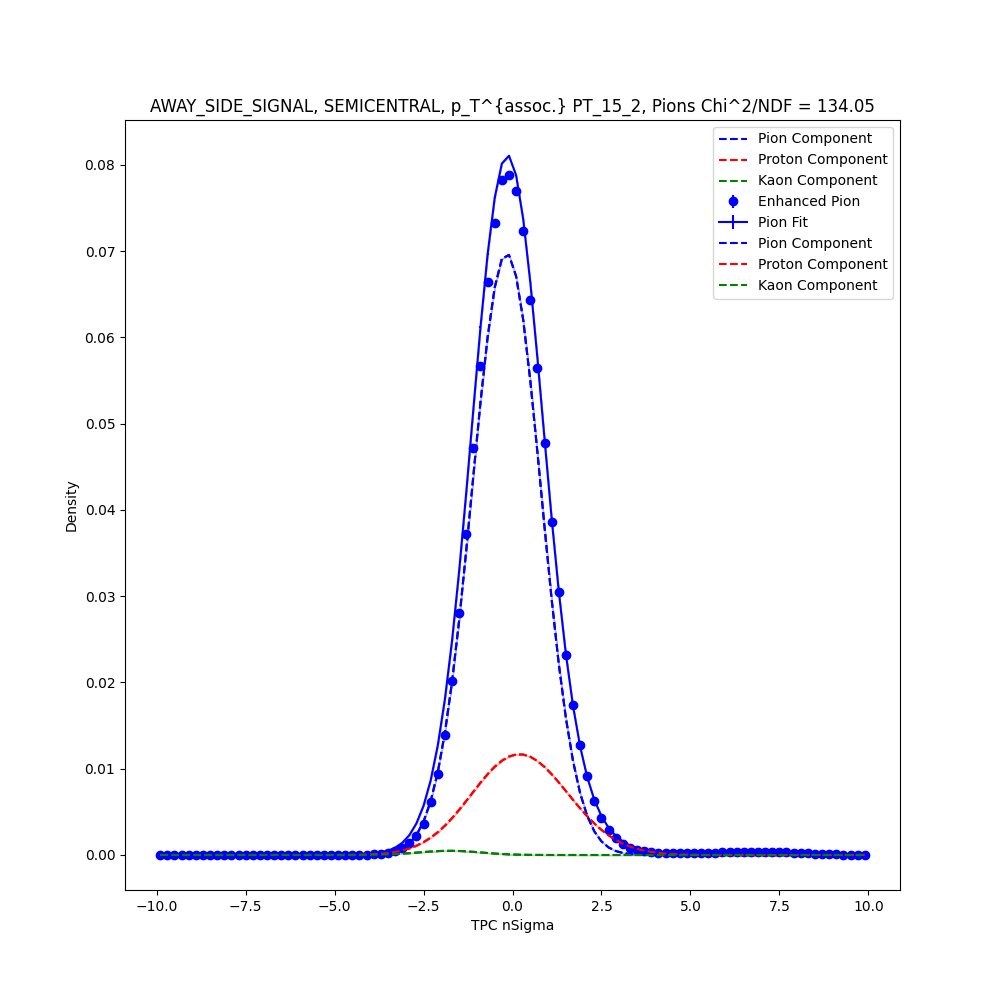 AWAY_SIDE_SIGNAL, SEMICENTRAL, p_T^{assoc.} PT_15_2, Pions Chi^2/NDF = 134.05
Pion Component
Proton Component
Kaon Component
Enhanced Pion
Pion Fit
Pion Component
Proton Component
Kaon Component
0.08
0.07
0.06
0.05
0.04
0.03
0.02
0.01
0.00
Density
−10.0 −7.5 −5.0 −2.5 0.0 2.5 5.0 7.5 10.0
TPC nSigma